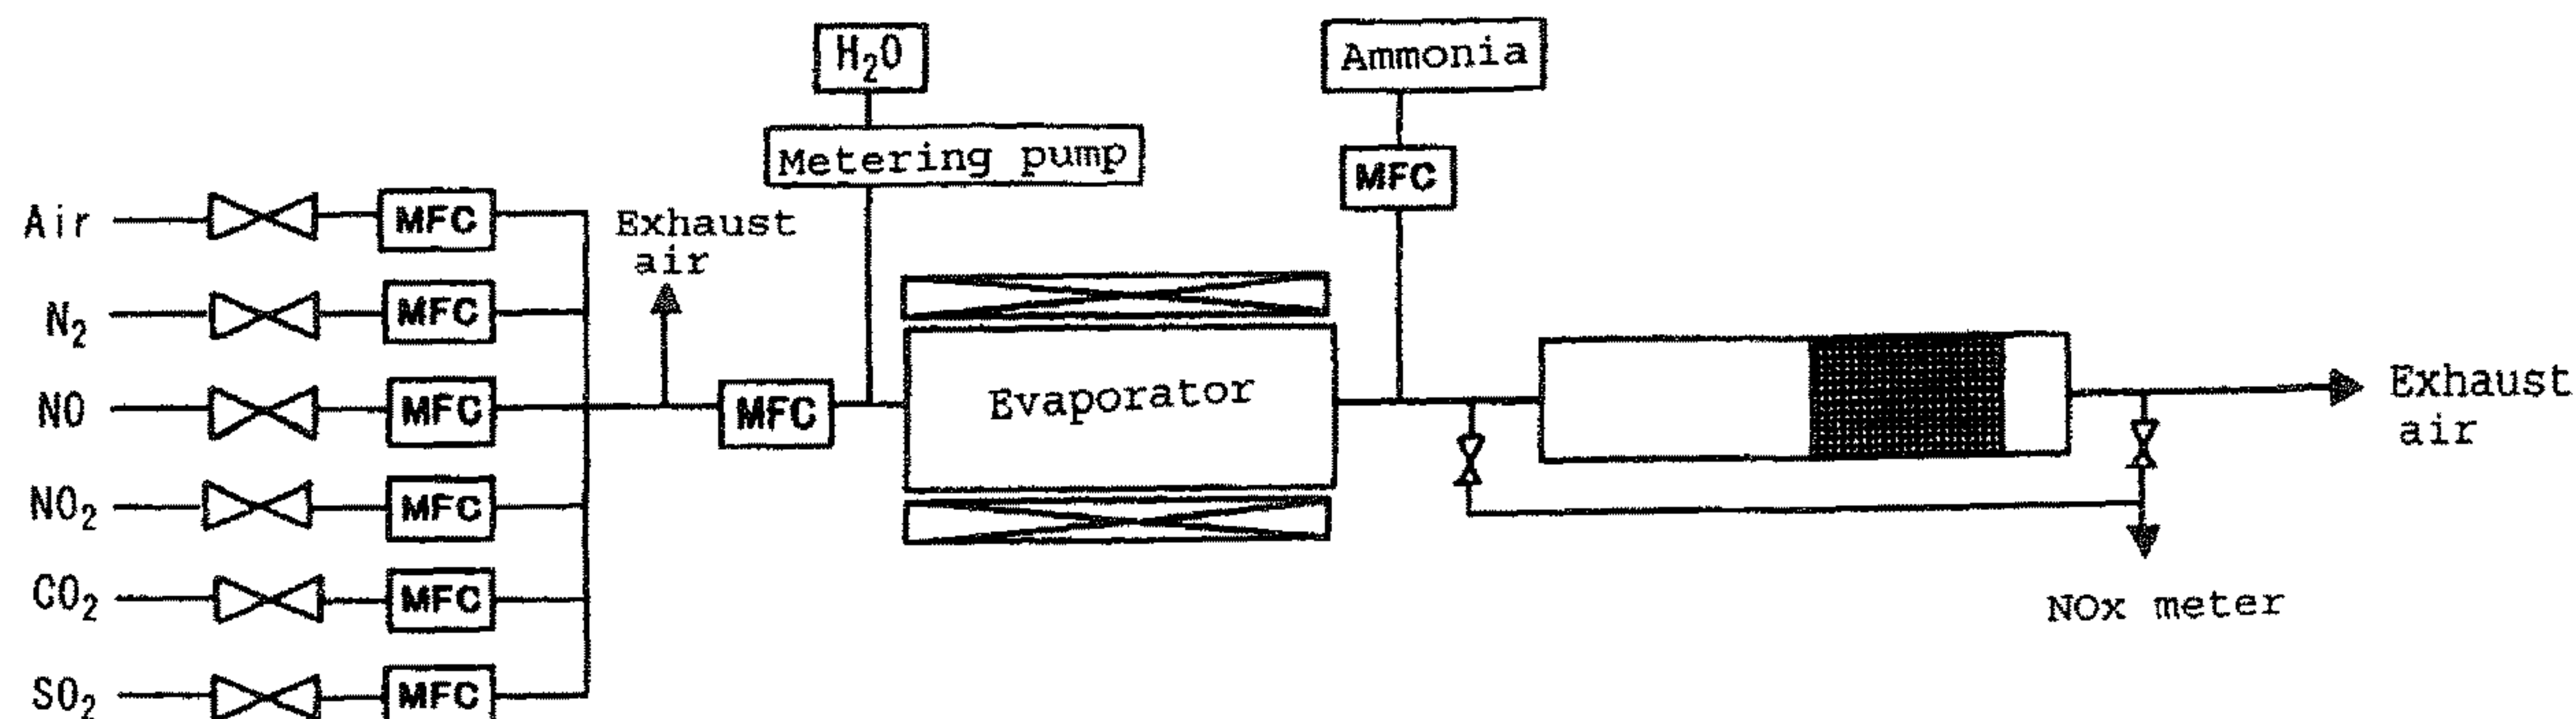 H₂O
Ammonia
Metering pump
MFC
Air
MFC
Exhaust
air
N₂
MFC
Evaporator
NO
MFC
MFC
Exhaust
air
NO₂
MFC
CO₂
MFC
NOx meter
SO₂
MFC